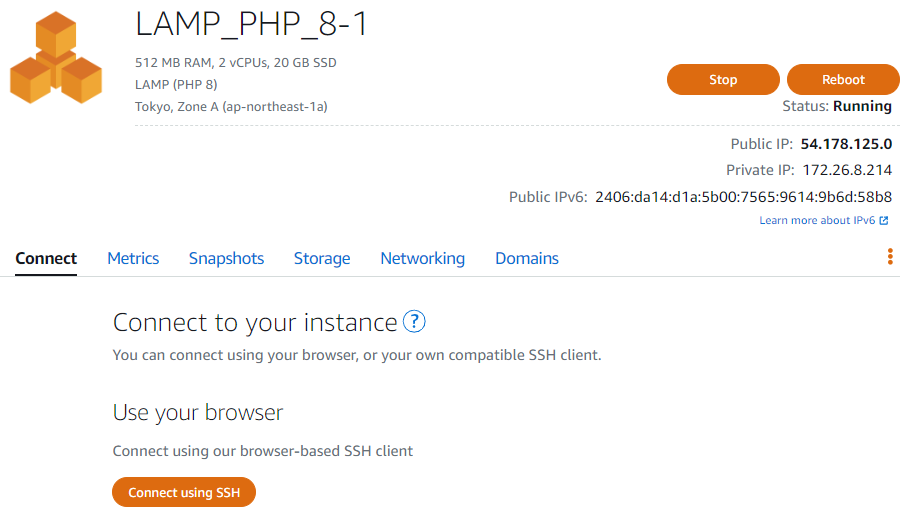 LAMP_PHP_8-1
512 MB RAM, 2 vCPUs, 20 GB SSD
LAMP (PHP 8)
Tokyo, Zone A (ap-northeast-1a)
Stop
Reboot
Status: Running
Public IP: 54.178.125.0
Private IP: 172.26.8.214
Public IPv6: 2406:da14:d1a:5b00:7565:9614:9b6d:58b8
Learn more about IPv6
Connect Metrics Snapshots Storage Networking Domains
Connect to your instance ?
You can connect using your browser, or your own compatible SSH client.
Use your browser
Connect using our browser-based SSH client
Connect using SSH